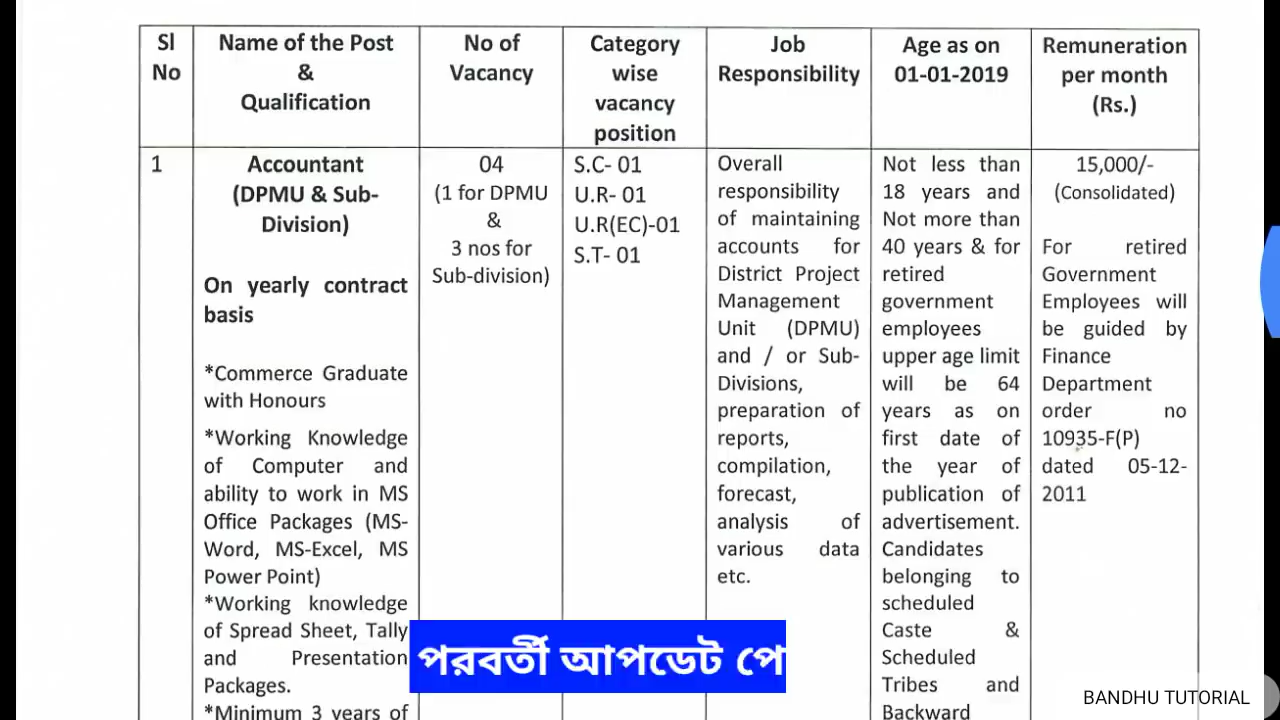 Sl
No
Name of the Post
&
Qualification
No of
Vacancy
Category
wise
vacancy
position
Job
Responsibility
Age as on
01-01-2019
Remuneration
per month
(Rs.)
1
Accountant
(DPMU & Sub-
Division)
On yearly contract
basis
*Commerce Graduate
with Honours
*Working Knowledge
of Computer and
ability to work in MS
Office Packages (MS-
Word, MS-Excel, MS
Power Point)
*Working knowledge
of Spread Sheet, Tally
and Presentation
Packages.
*Minimum 3 years of
04
(1 for DPMU
&
3 nos for
Sub-division)
S.C- 01
U.R- 01
U.R(EC)-01
S.T- 01
Overall
responsibility
of maintaining
accounts for
District Project
Management
Unit (DPMU)
and / or Sub-
Divisions,
preparation of
reports,
compilation,
forecast,
analysis of
various data
etc.
Not less than
18 years and
Not more than
40 years & for
retired
government
employees
upper age limit
will be 64
years as on
first date of
the year of
publication of
advertisement.
Candidates
belonging to
scheduled
Caste &
Scheduled
Tribes and
Backward
15,000/-
(Consolidated)
For retired
Government
Employees will
be guided by
Finance
Department
order no
10935-F(P)
dated 05-12-
2011
পরবর্তী আপডেট পে
BANDHU TUTORIAL